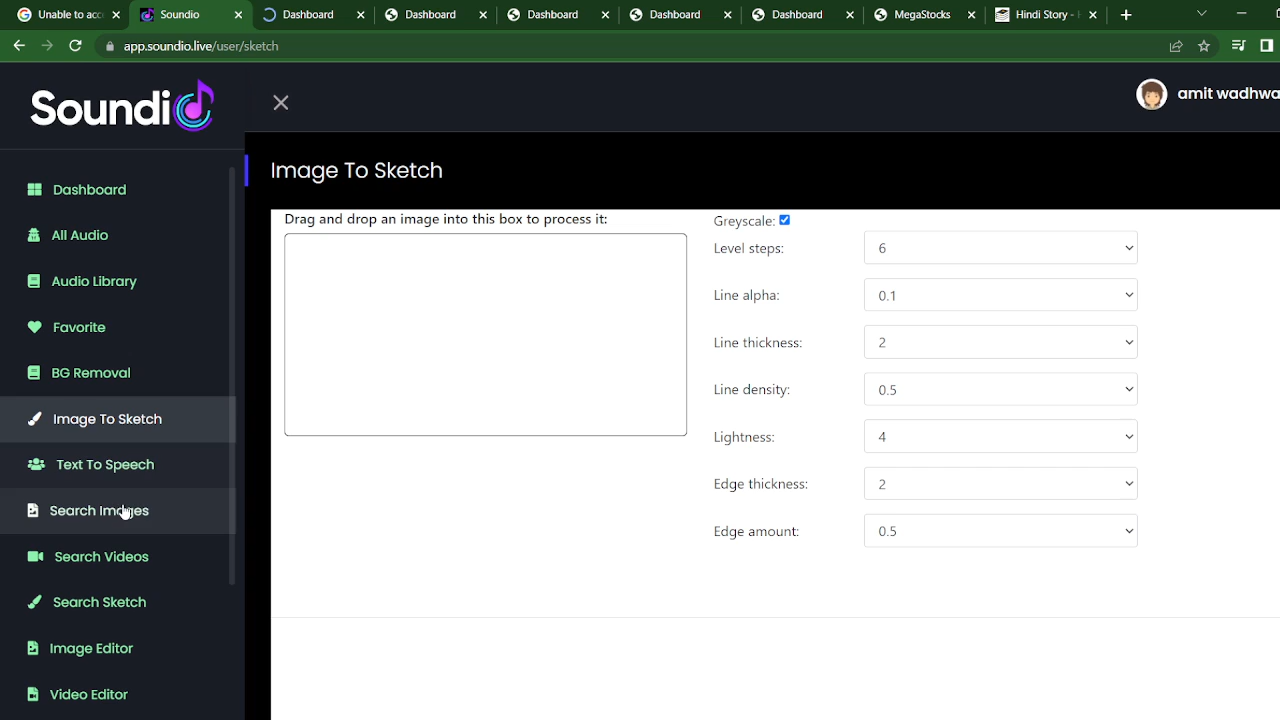 Unable to acc
Soundio
Dashboard
Dashboard
Dashboard
Dashboard
Dashboard
MegaStocks
Hindi Story -
app.soundio.live/user/sketch
Soundio
amit wadhwa
Image To Sketch
Dashboard
All Audio
Audio Library
Favorite
BG Removal
Image To Sketch
Text To Speech
Search Images
Search Videos
Search Sketch
Image Editor
Video Editor
Drag and drop an image into this box to process it:
Greyscale:
Level steps: 6
Line alpha: 0.1
Line thickness: 2
Line density: 0.5
Lightness: 4
Edge thickness: 2
Edge amount: 0.5